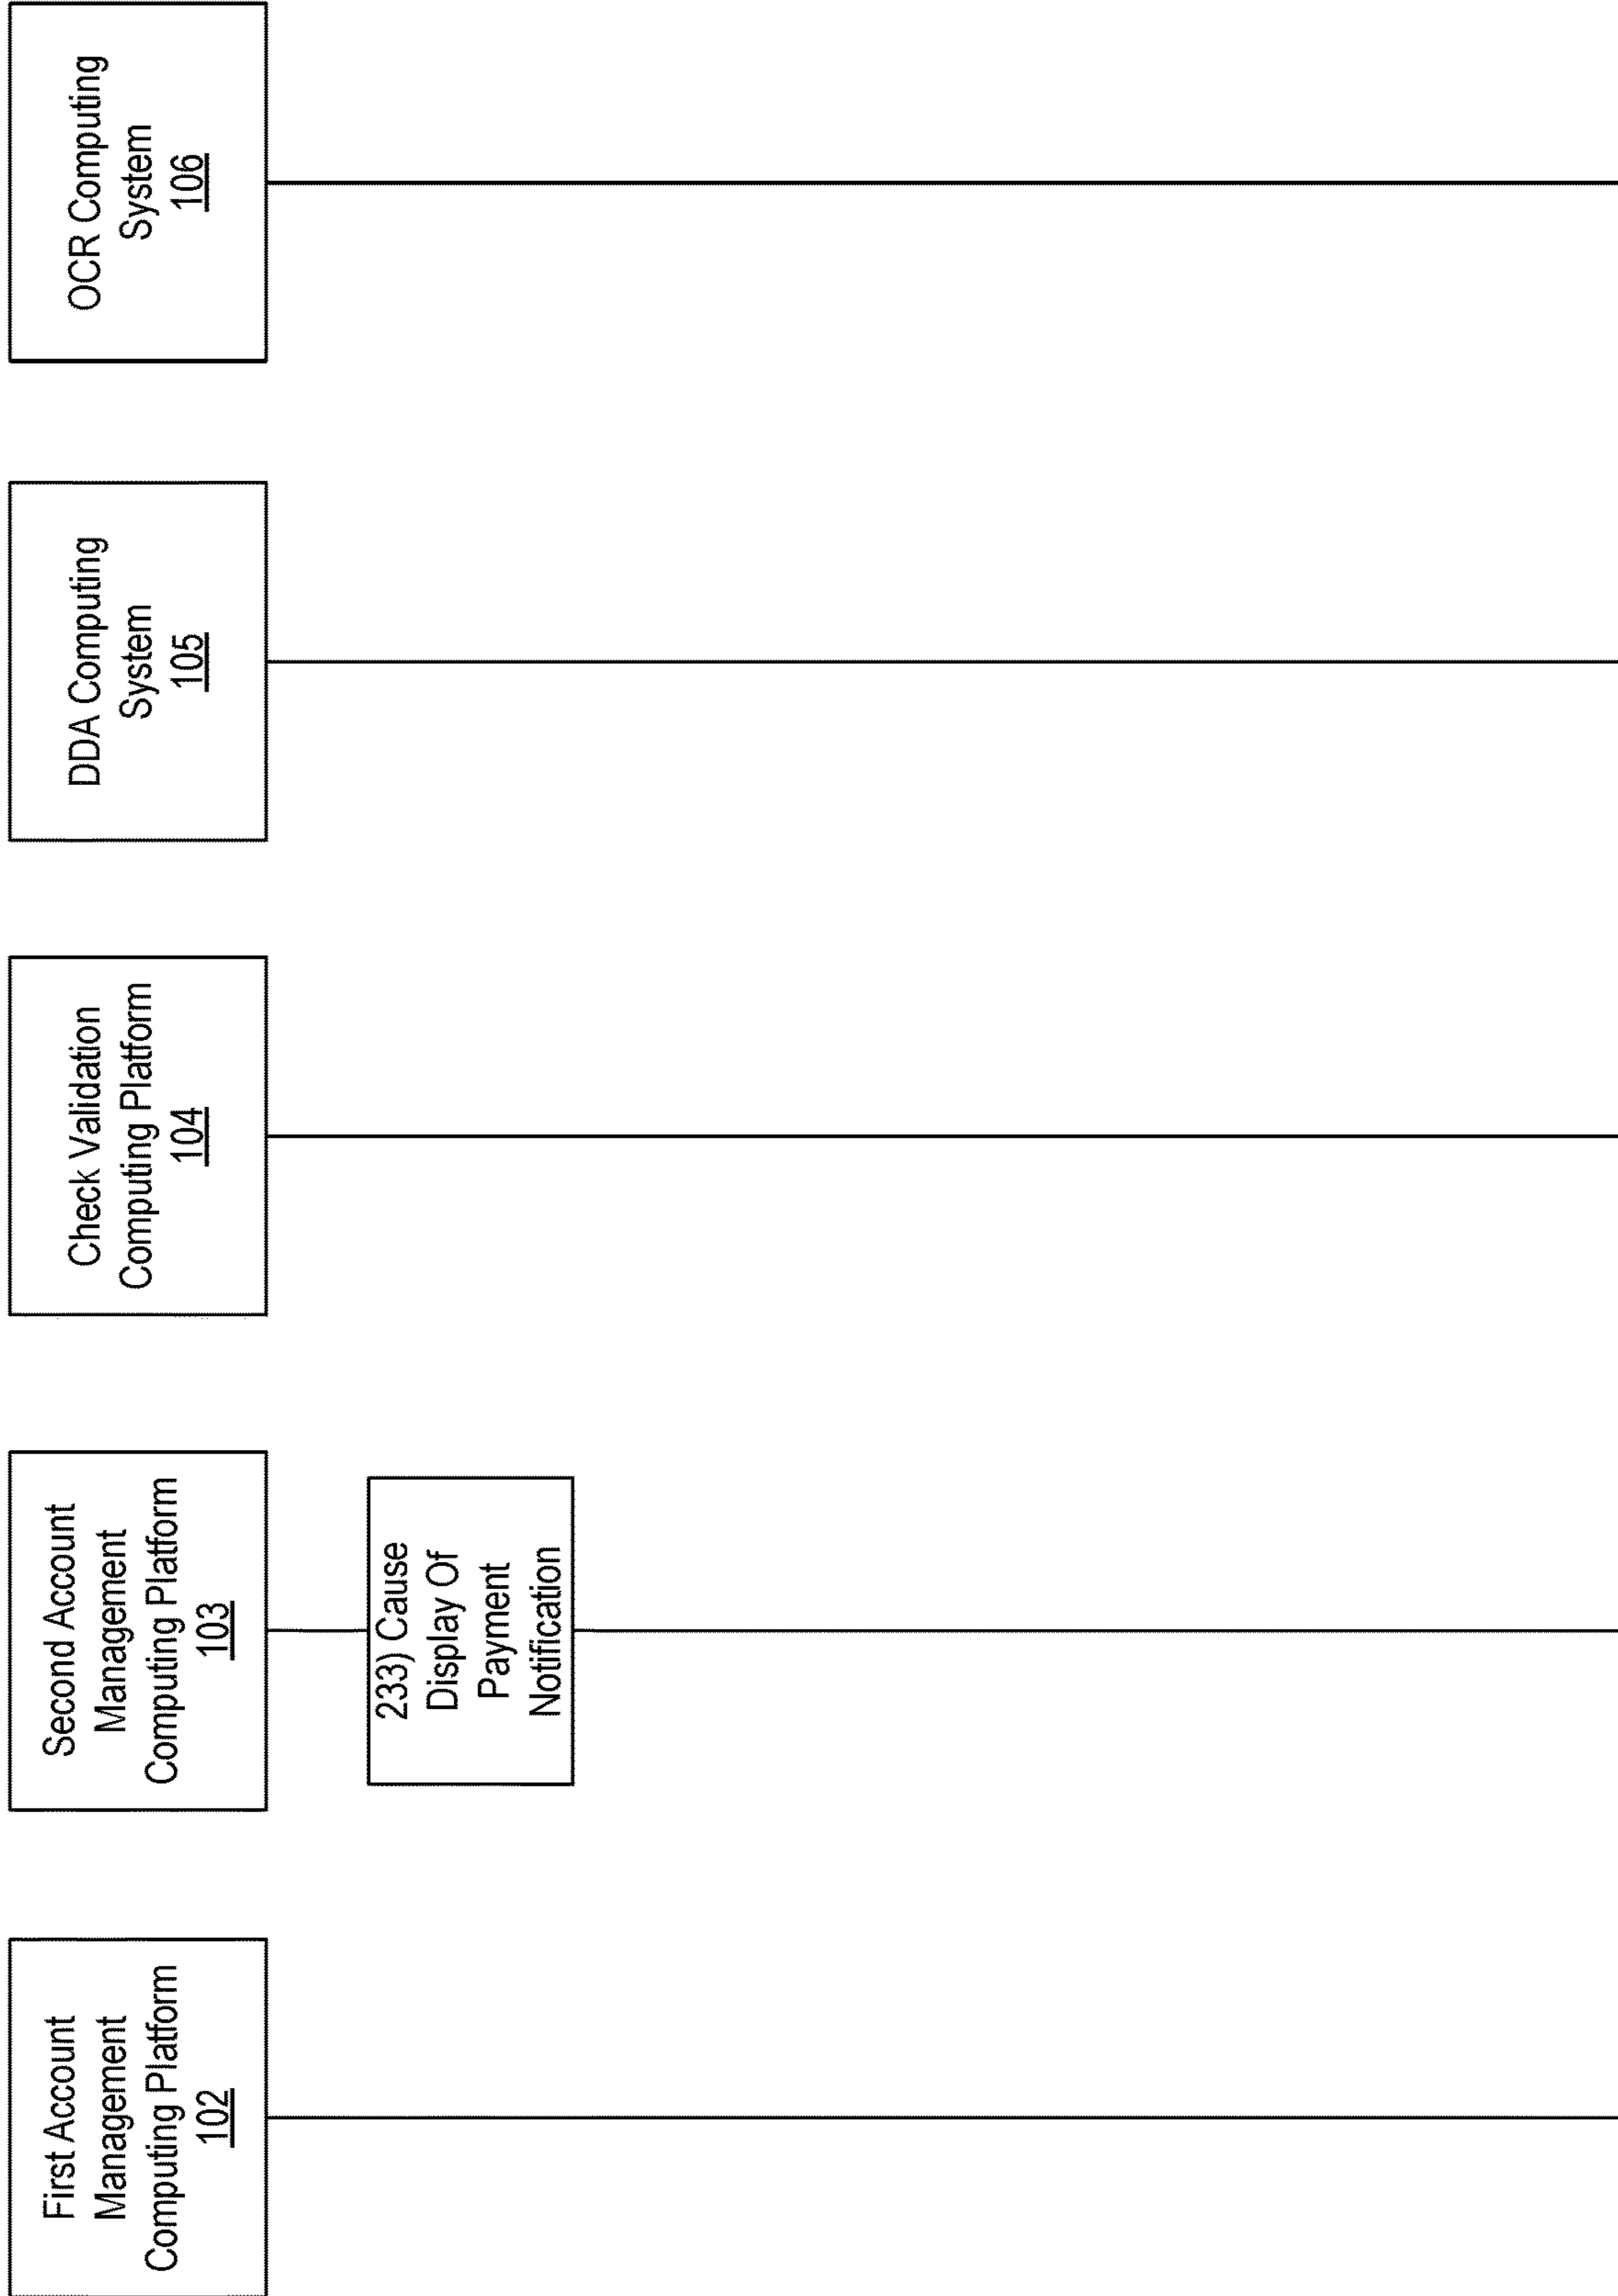 First Account
Management
Computing Platform
102
Second Account
Management
Computing Platform
103
Check Validation
Computing Platform
104
DDA Computing
System
105
OCR Computing
System
106
233) Cause
Display Of
Payment
Notification